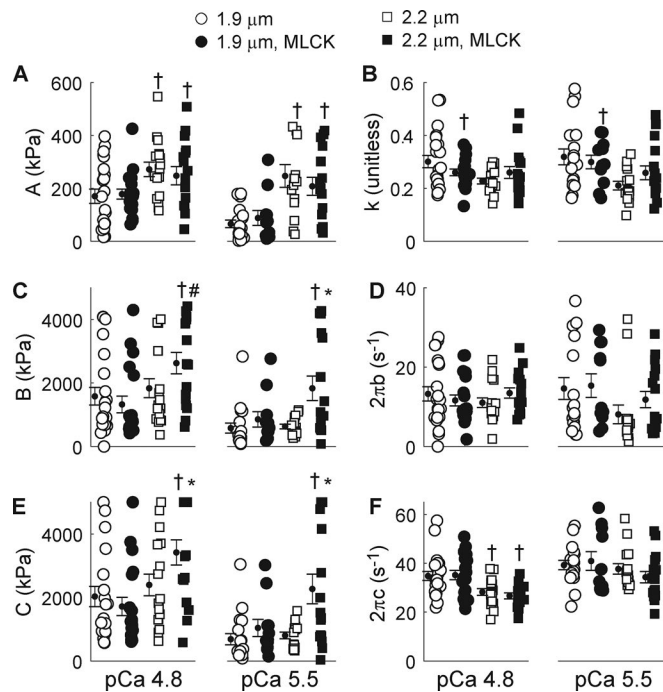 1.9 μm
2.2 μm
1.9 μm, MLCK
2.2 μm, MLCK
A
A (kPa)
600
400
200
0
†
†
†
†
B
k (unitless)
0.6
0.4
0.2
0
†
†
C
B (kPa)
4000
2000
0
†#
†*
D
2πb (s⁻¹)
40
20
0
E
C (kPa)
4000
2000
0
†*
†*
pCa 4.8
pCa 5.5
F
2πc (s⁻¹)
60
40
20
0
†
†
pCa 4.8
pCa 5.5